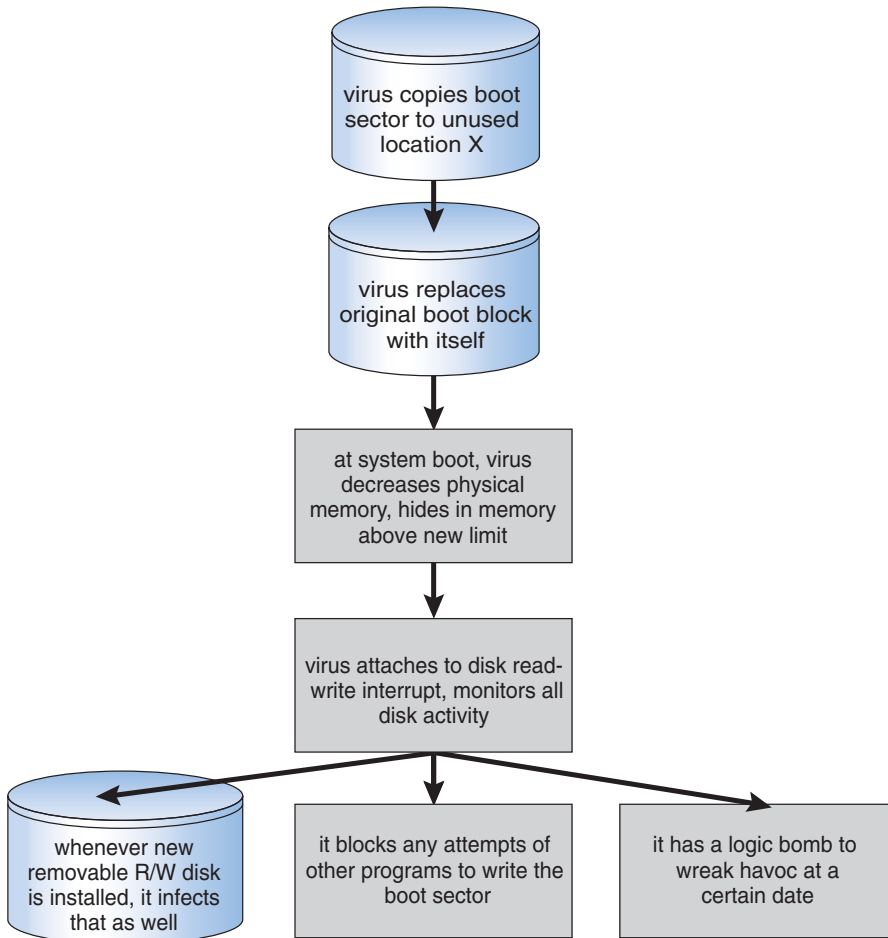 virus copies boot
sector to unused
location X
virus replaces
original boot block
with itself
at system boot, virus
decreases physical
memory, hides in memory
above new limit
virus attaches to disk read-
write interrupt, monitors all
disk activity
whenever new
removable R/W disk
is installed, it infects
that as well
it blocks any attempts of
other programs to write the
boot sector
it has a logic bomb to
wreak havoc at a
certain date